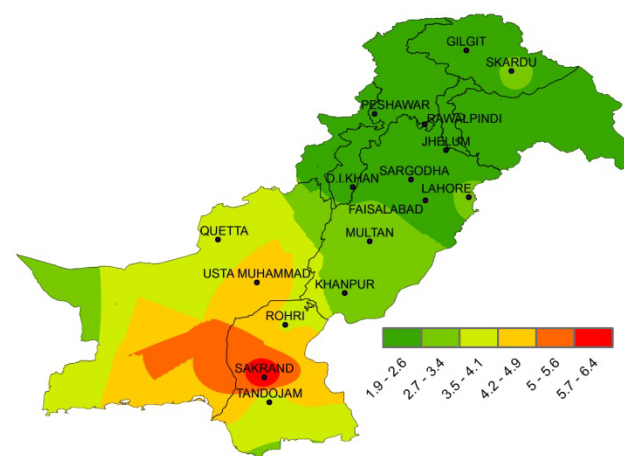 GILGIT
SKARDU
PESHAWAR
RAWALPINDI
JHELUM
SARGODHA
D.I.KHAN
LAHORE
FAISALABAD
MULTAN
QUETTA
USTA MUHAMMAD
KHANPUR
ROHRI
SAKRAND
TANDOJAM
1.9 - 2.6
2.7 - 3.4
3.5 - 4.1
4.2 - 4.9
5 - 5.6
5.7 - 6.4